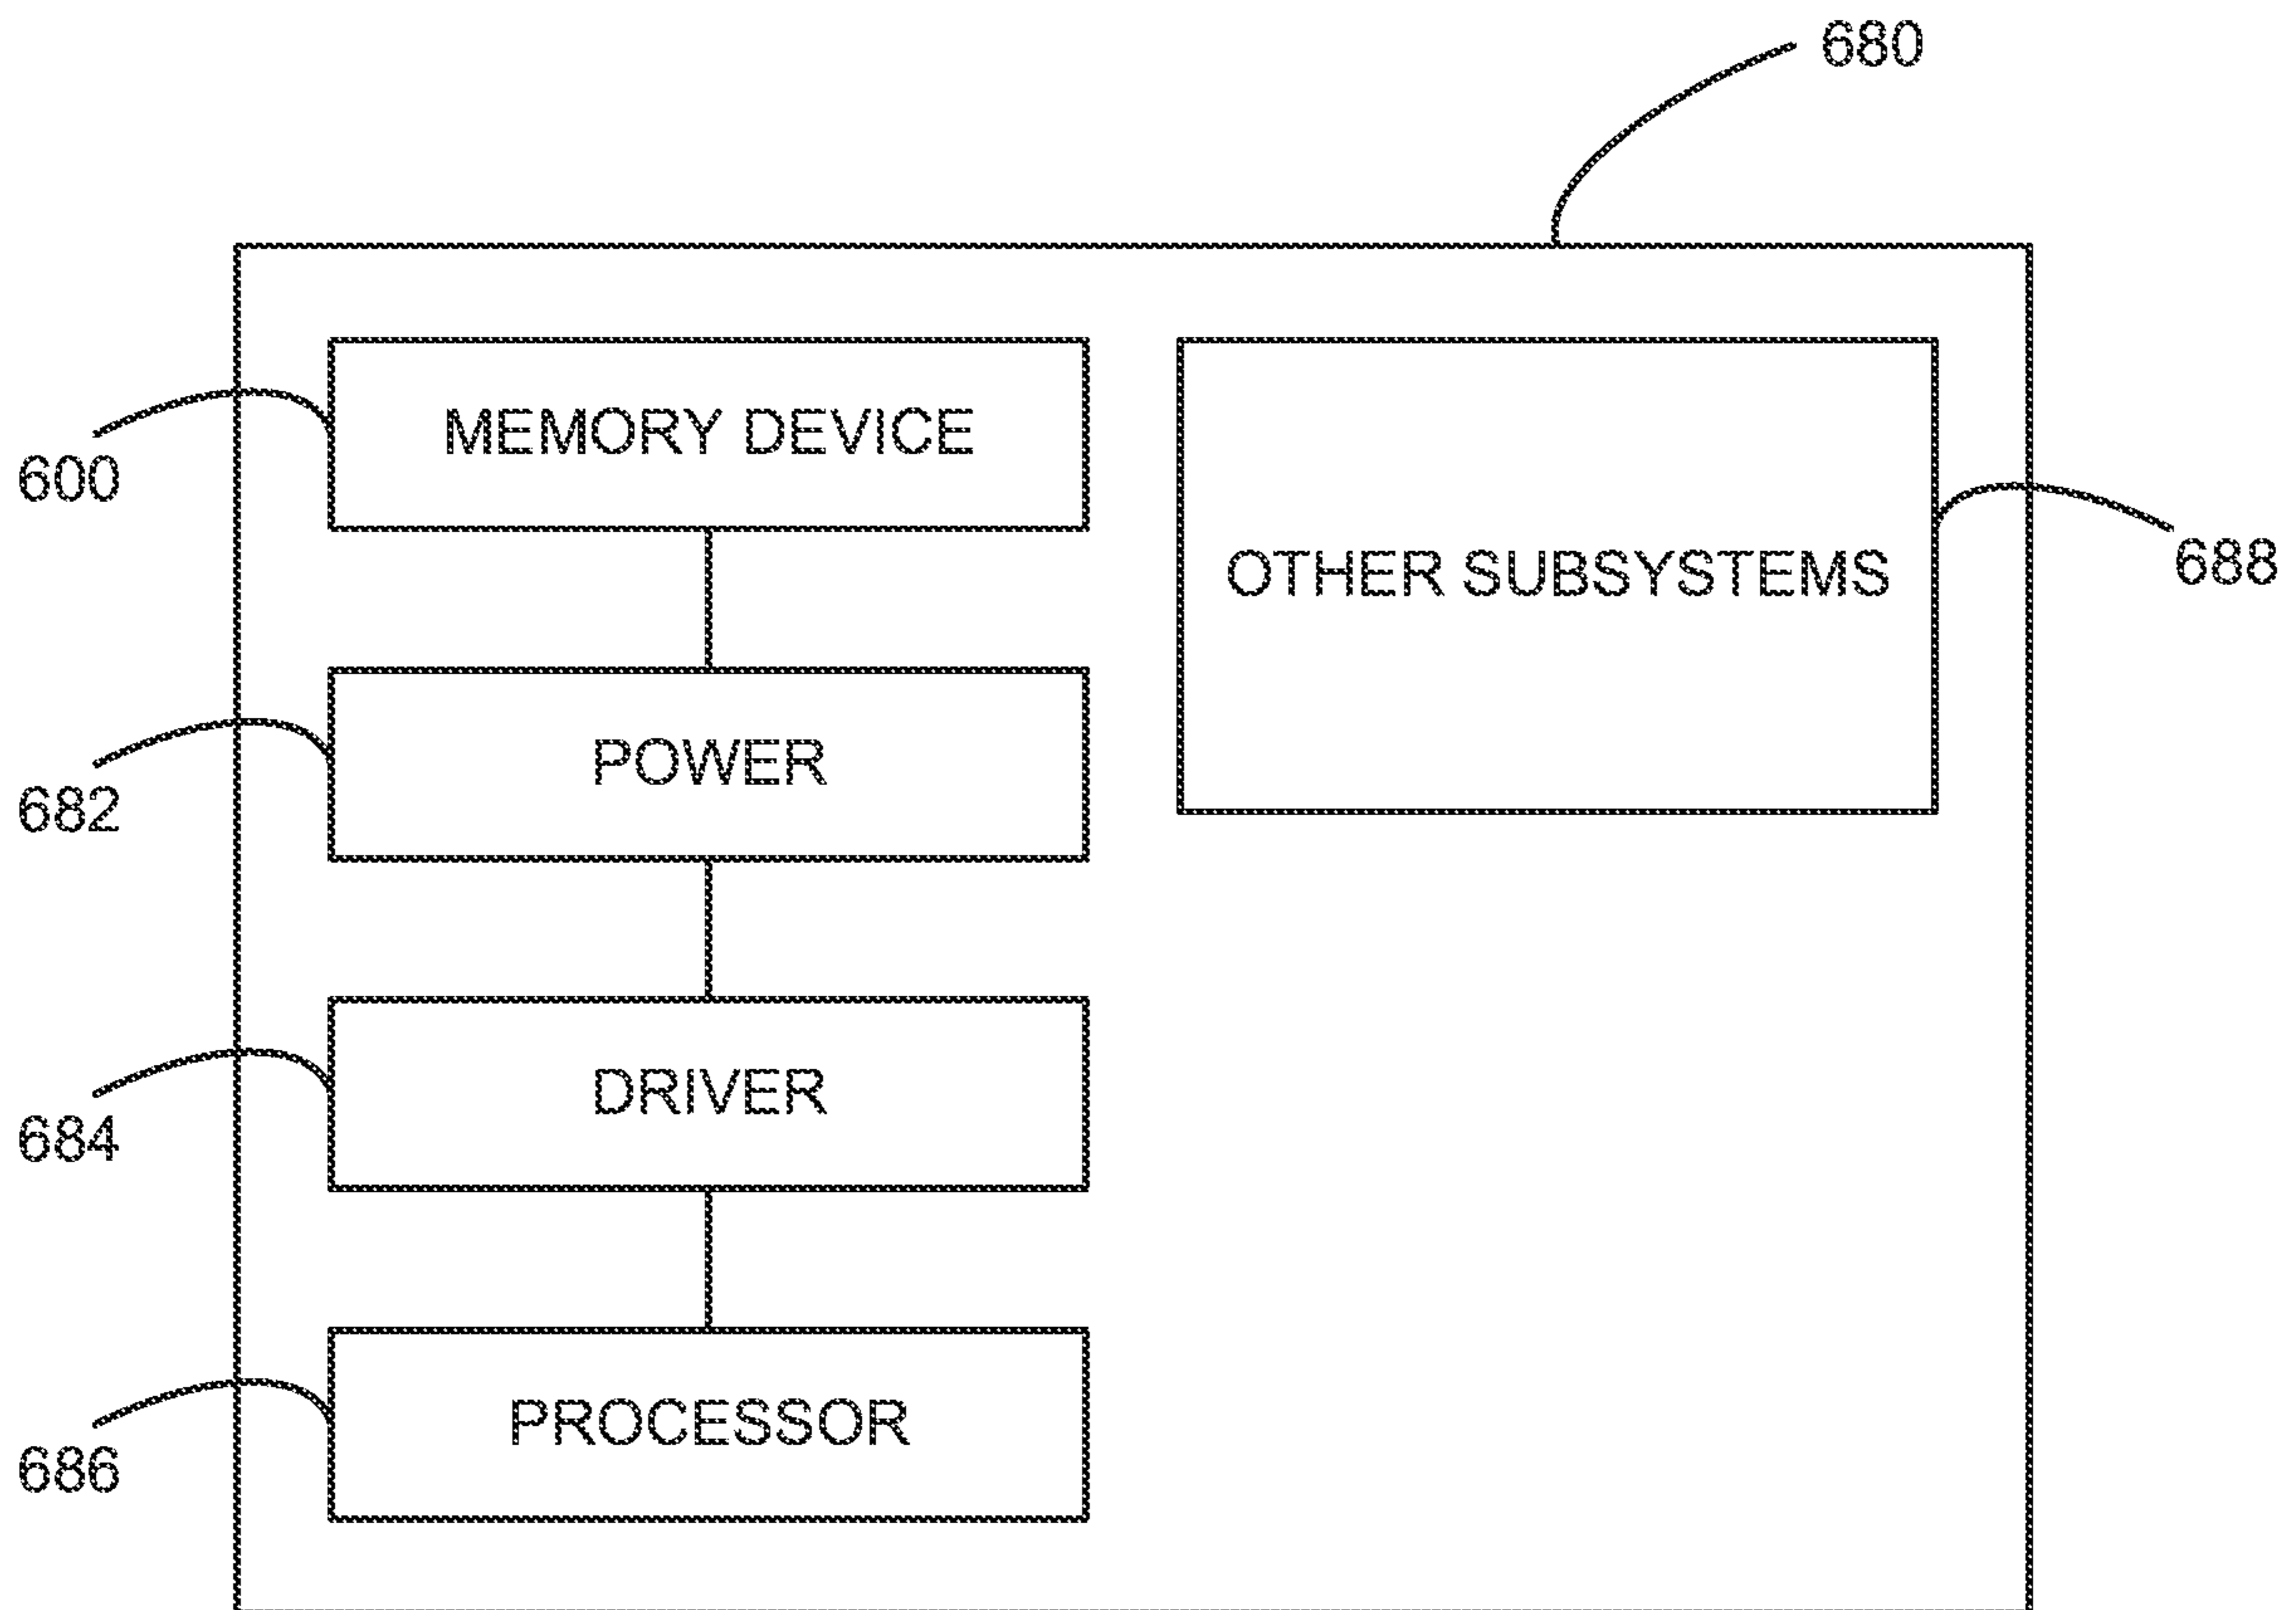 680
MEMORY DEVICE
600
OTHER SUBSYSTEMS
688
POWER
682
DRIVER
684
PROCESSOR
686